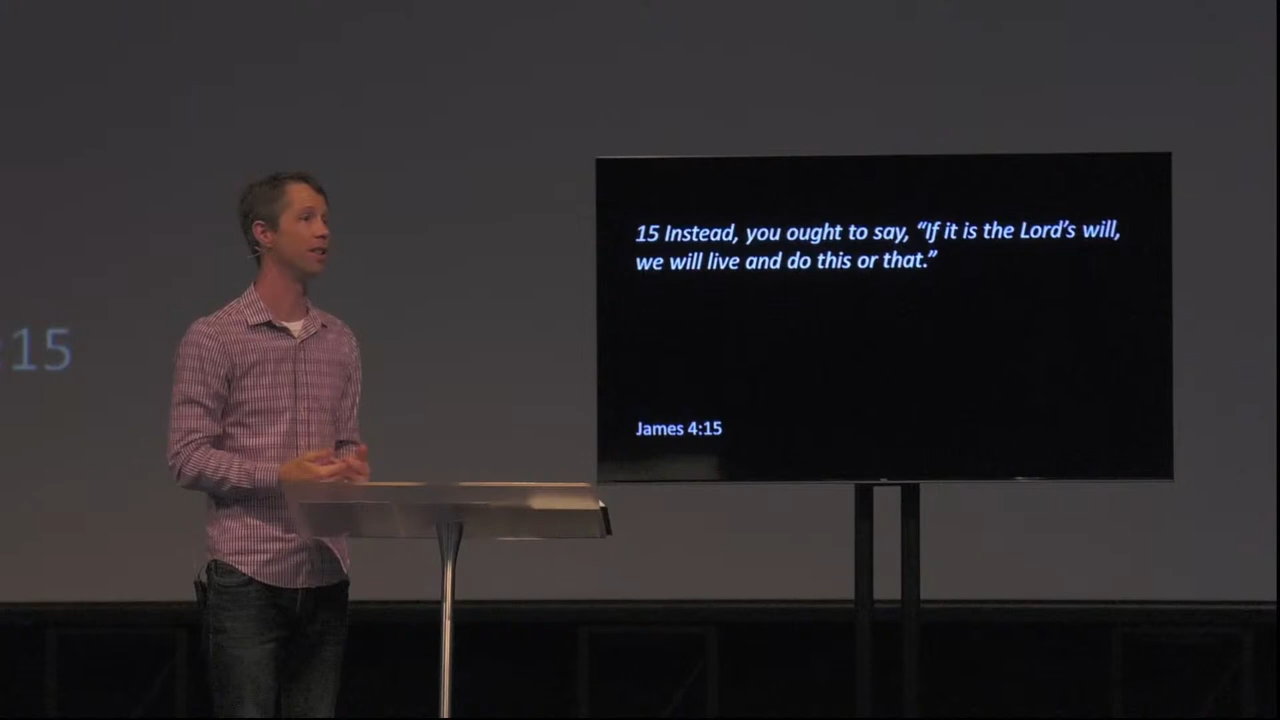 :15
15 Instead, you ought to say, “If it is the Lord’s will,
we will live and do this or that.”
James 4:15